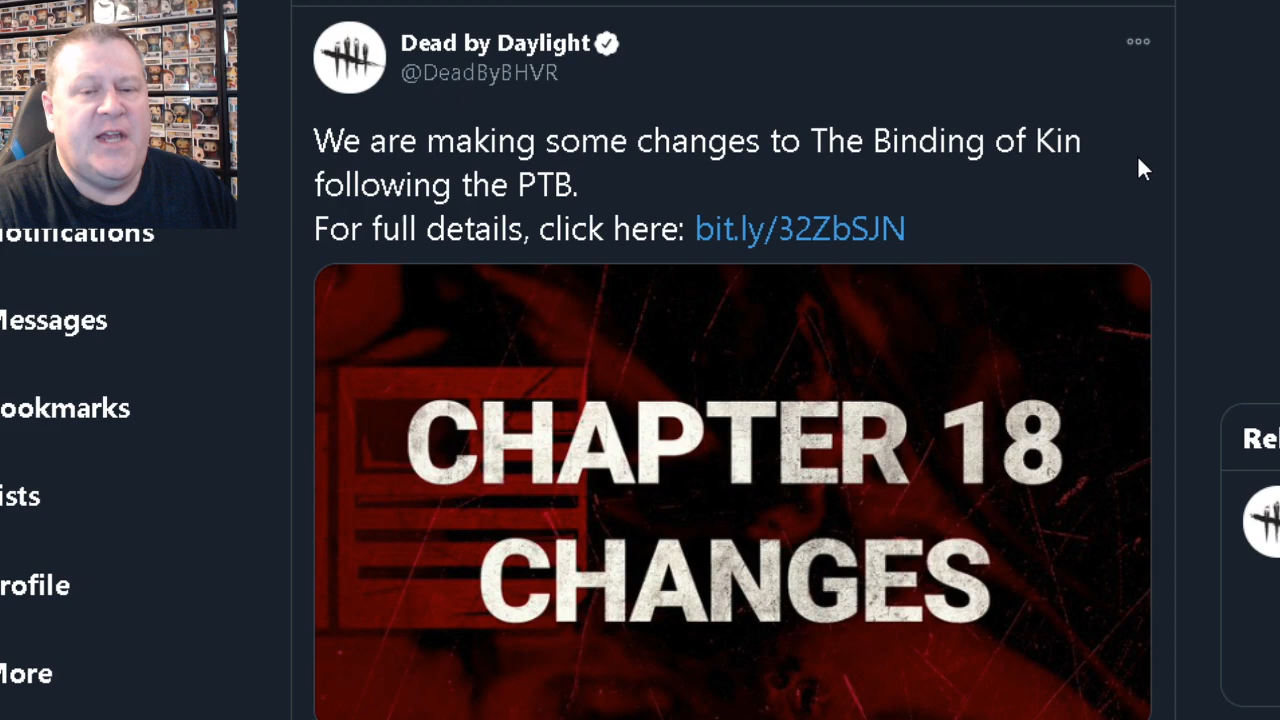 Dead by Daylight
@DeadByBHVR
We are making some changes to The Binding of Kin
following the PTB.
For full details, click here: bit.ly/32ZbSJN
CHAPTER 18
CHANGES
otifications
Messages
ookmarks
ists
rofile
More
Rel